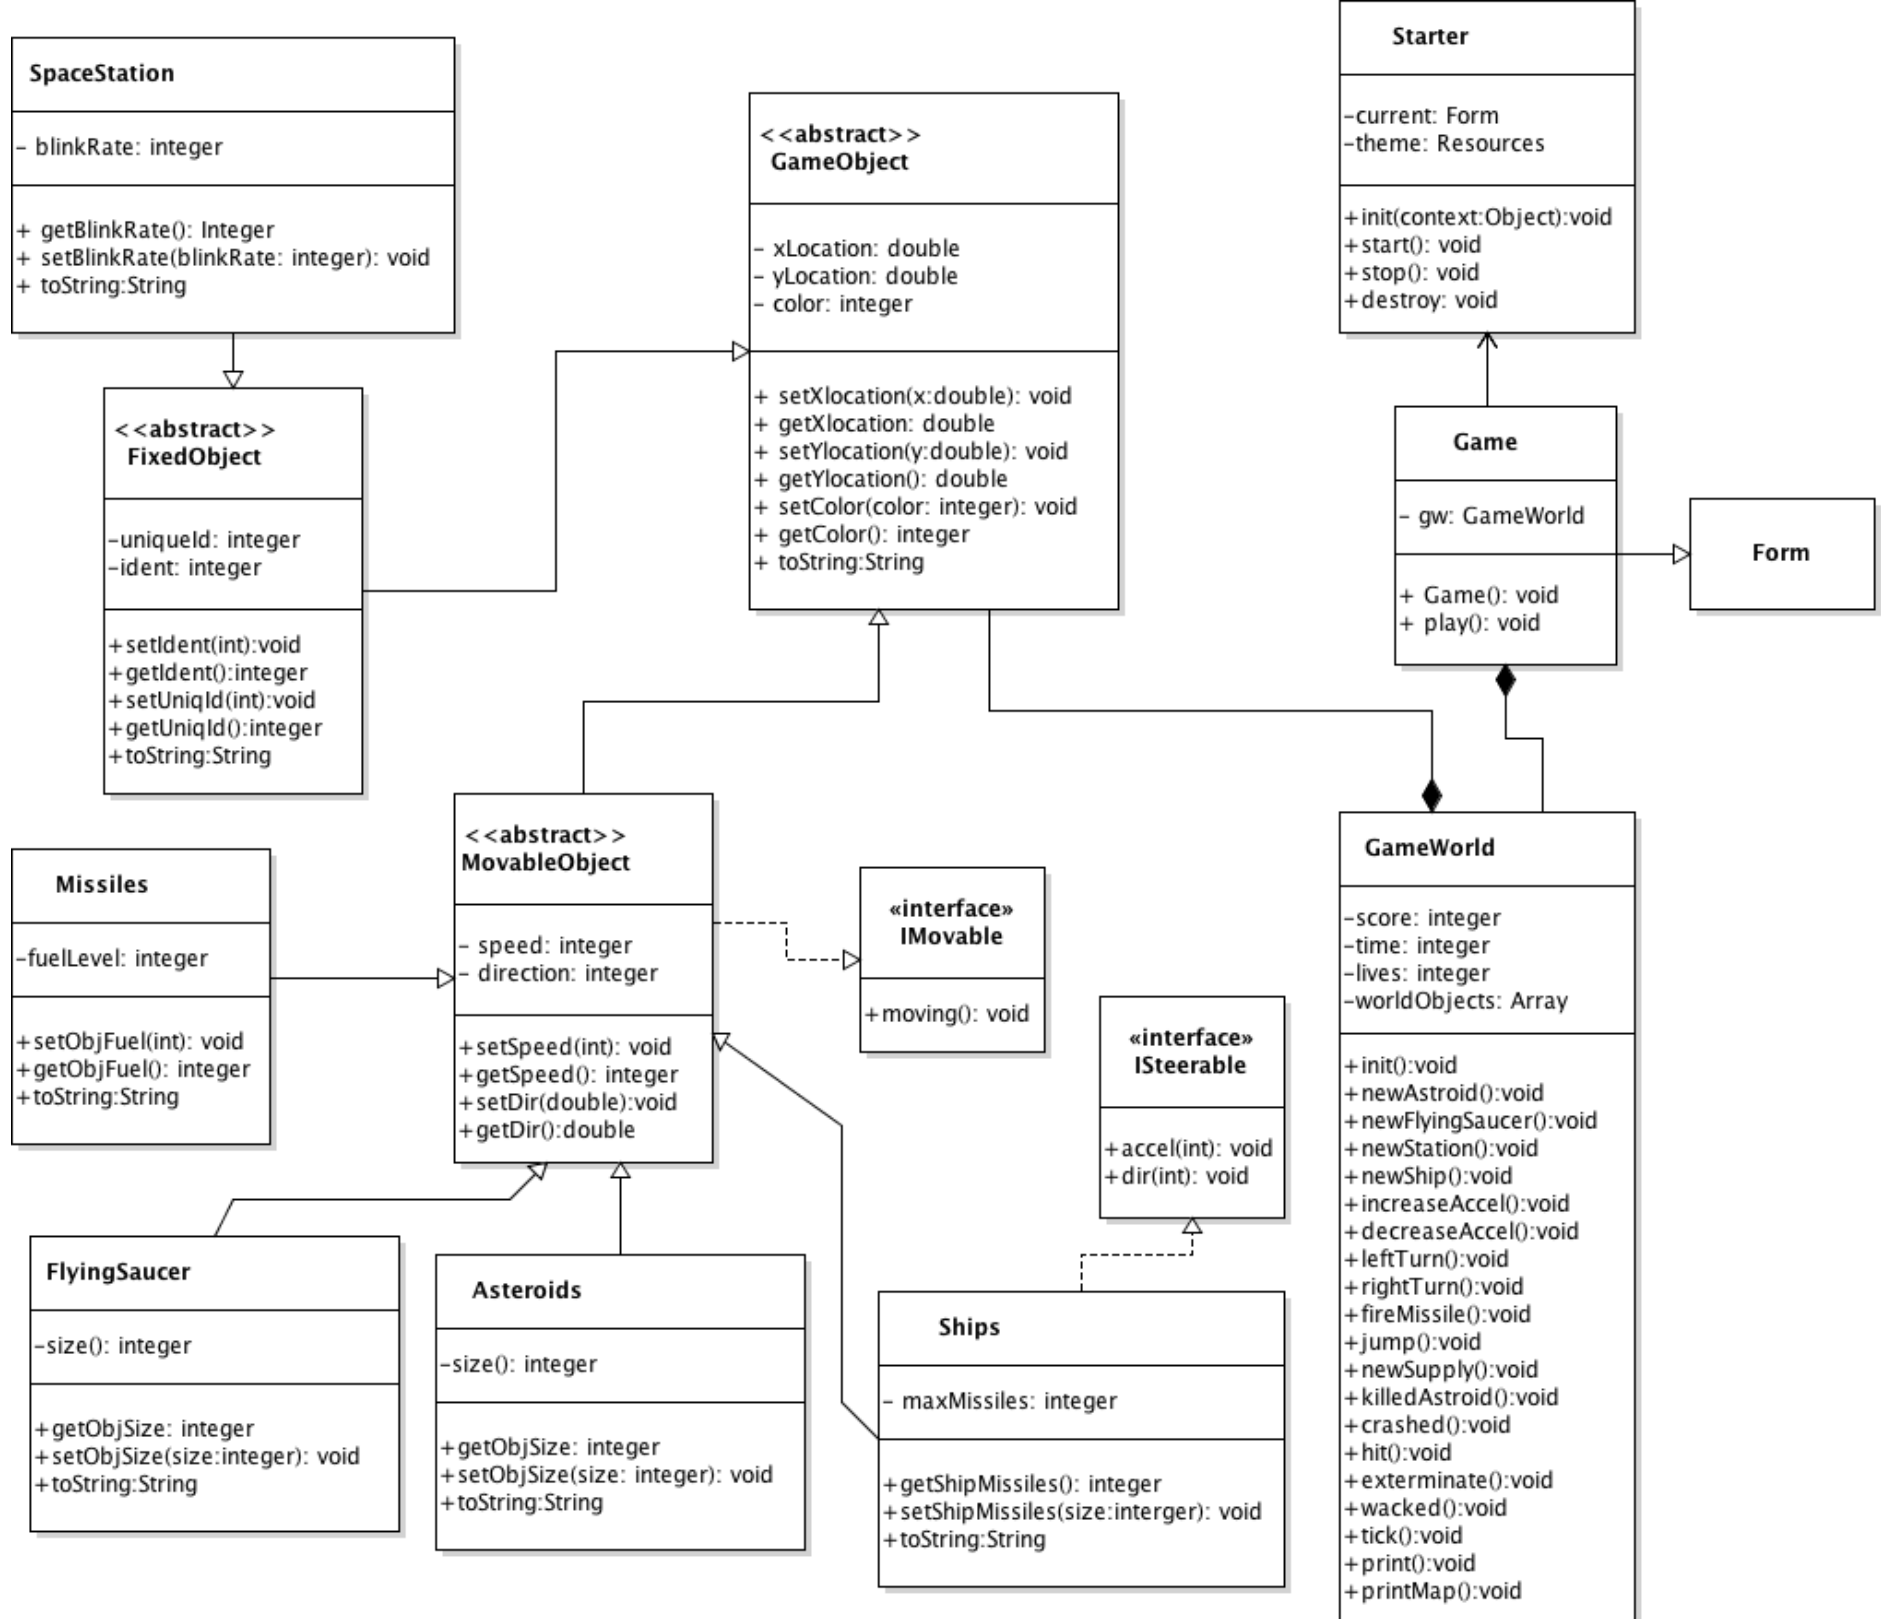 SpaceStation
- blinkRate: integer
+ getBlinkRate(): Integer
+ setBlinkRate(blinkRate: integer): void
+ toString:String
<<abstract>>
FixedObject
-uniqueId: integer
-ident: integer
+setIdent(int):void
+getIdent():integer
+setUniqId(int):void
+getUniqId():integer
+toString:String
<<abstract>>
GameObject
- xLocation: double
- yLocation: double
- color: integer
+ setXlocation(x:double): void
+ getXlocation: double
+ setYlocation(y:double): void
+ getYlocation(): double
+ setColor(color: integer): void
+ getColor(): integer
+ toString:String
Starter
-current: Form
-theme: Resources
+init(context:Object):void
+start(): void
+stop(): void
+destroy: void
Game
- gw: GameWorld
+ Game(): void
+ play(): void
Form
Missiles
-fuelLevel: integer
+setObjFuel(int): void
+getObjFuel(): integer
+toString:String
<<abstract>>
MovableObject
- speed: integer
- direction: integer
+setSpeed(int): void
+getSpeed(): integer
+setDir(double):void
+getDir():double
«interface»
IMovable
+moving(): void
«interface»
ISteerable
+accel(int): void
+dir(int): void
GameWorld
-score: integer
-time: integer
-lives: integer
-worldObjects: Array
+init():void
+newAstroid():void
+newFlyingSaucer():void
+newStation():void
+newShip():void
+increaseAccel():void
+decreaseAccel():void
+leftTurn():void
+rightTurn():void
+fireMissile():void
+jump():void
+newSupply():void
+killedAstroid():void
+crashed():void
+hit():void
+exterminate():void
+wacked():void
+tick():void
+print():void
+printMap():void
FlyingSaucer
-size(): integer
+getObjSize: integer
+setObjSize(size:integer): void
+toString:String
Asteroids
-size(): integer
+getObjSize: integer
+setObjSize(size: integer): void
+toString:String
Ships
- maxMissiles: integer
+getShipMissiles(): integer
+setShipMissiles(size:interger): void
+toString:String